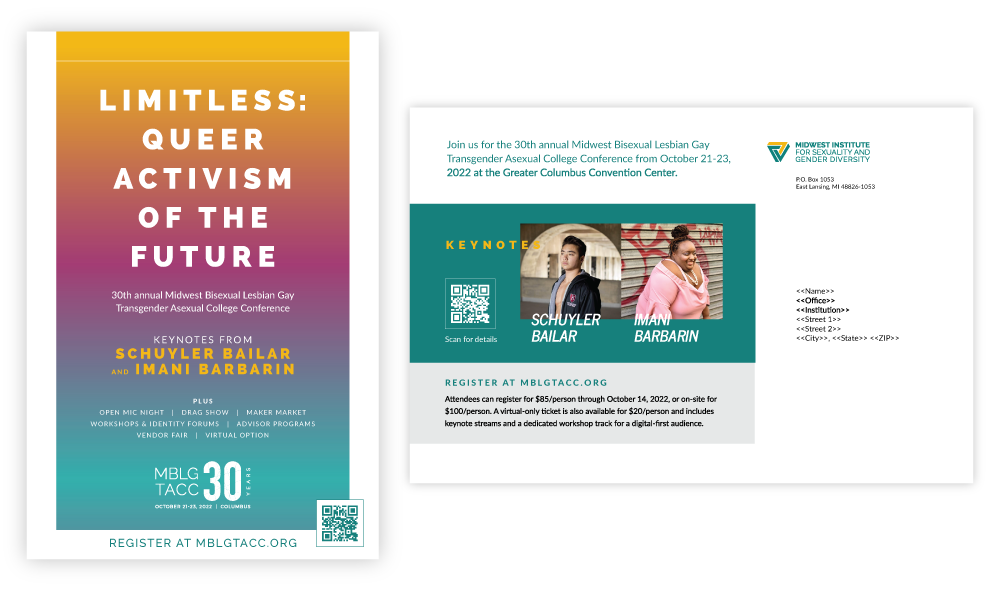 LIMITLESS:
QUEER
ACTIVISM
OF THE
FUTURE
30th annual Midwest Bisexual Lesbian Gay
Transgender Asexual College Conference
KEYNOTES FROM
SCHUYLER BAILAR
AND IMANI BARBARIN
PLUS
OPEN MIC NIGHT | DRAG SHOW | MAKER MARKET
WORKSHOPS & IDENTITY FORUMS | ADVISOR PROGRAMS
VENDOR FAIR | VIRTUAL OPTION
MBLG
TACC 30 YEARS
OCTOBER 21-23, 2022 | COLUMBUS
REGISTER AT MBLGTACC.ORG
Join us for the 30th annual Midwest Bisexual Lesbian Gay
Transgender Asexual College Conference from October 21-23,
2022 at the Greater Columbus Convention Center.
KEYNOTES
Scan for details
SCHUYLER
BAILAR
IMANI
BARBARIN
REGISTER AT MBLGTACC.ORG
Attendees can register for $85/person through October 14, 2022, or on-site for
$100/person. A virtual-only ticket is also available for $20/person and includes
keynote streams and a dedicated workshop track for a digital-first audience.
MIDWEST INSTITUTE
FOR SEXUALITY AND
GENDER DIVERSITY
P.O. Box 1053
East Lansing, MI 48826-1053
<<Name>>
<<Office>>
<<Institution>>
<<Street 1>>
<<Street 2>>
<<City>>, <<State>> <<ZIP>>